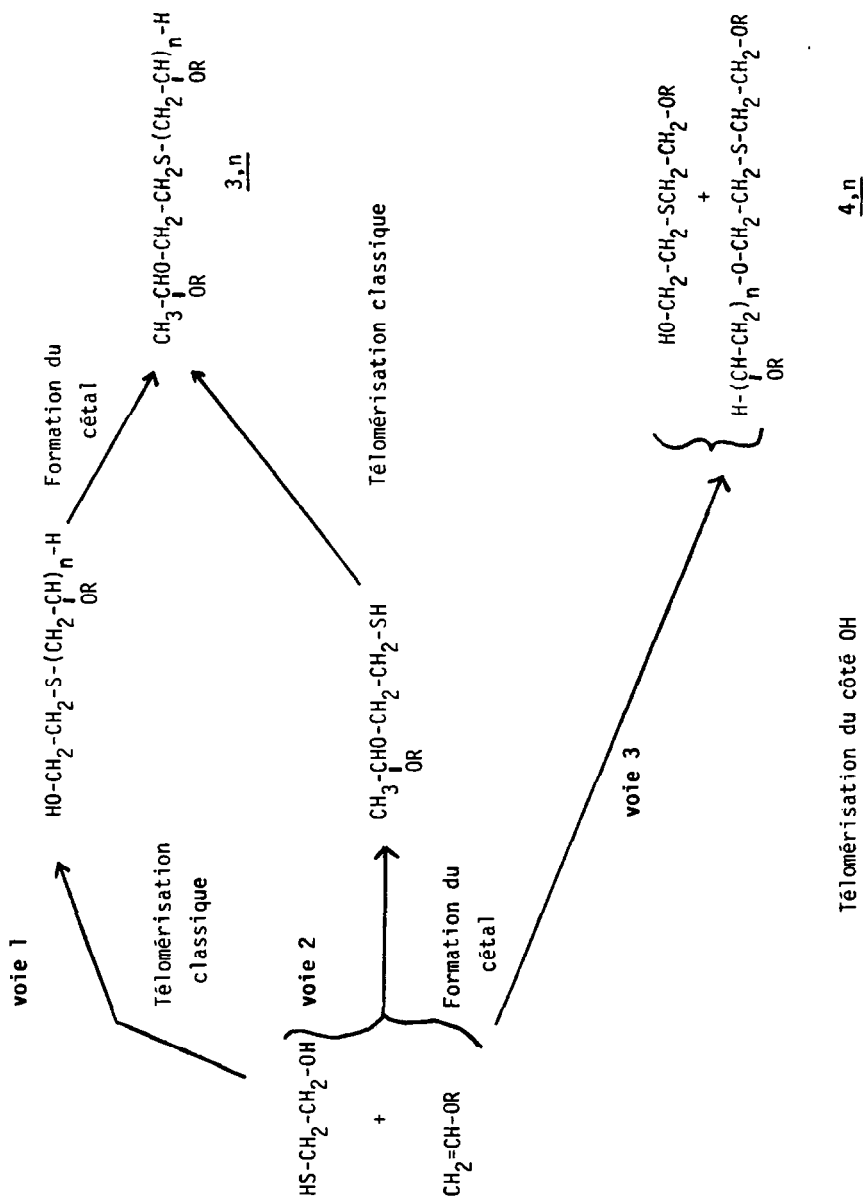 voie 1
HO-CH₂-CH₂-S-(CH₂-CH)ₙ-H
OR
Formation du
cétal
Télomérisation
classique
CH₃-CHO-CH₂-CH₂S-(CH₂-CH)ₙ-H
OR
OR
3,n
HS-CH₂-CH₂-OH
+
CH₂=CH-OR
voie 2
Formation du
cétal
CH₃-CHO-CH₂-CH₂-SH
OR
Télomérisation classique
voie 3
HO-CH₂-CH₂-SCH₂-CH₂-OR
+
H-(CH-CH₂)ₙ-O-CH₂-CH₂-S-CH₂-CH₂-OR
OR
4,n
Télomérisation du côté OH